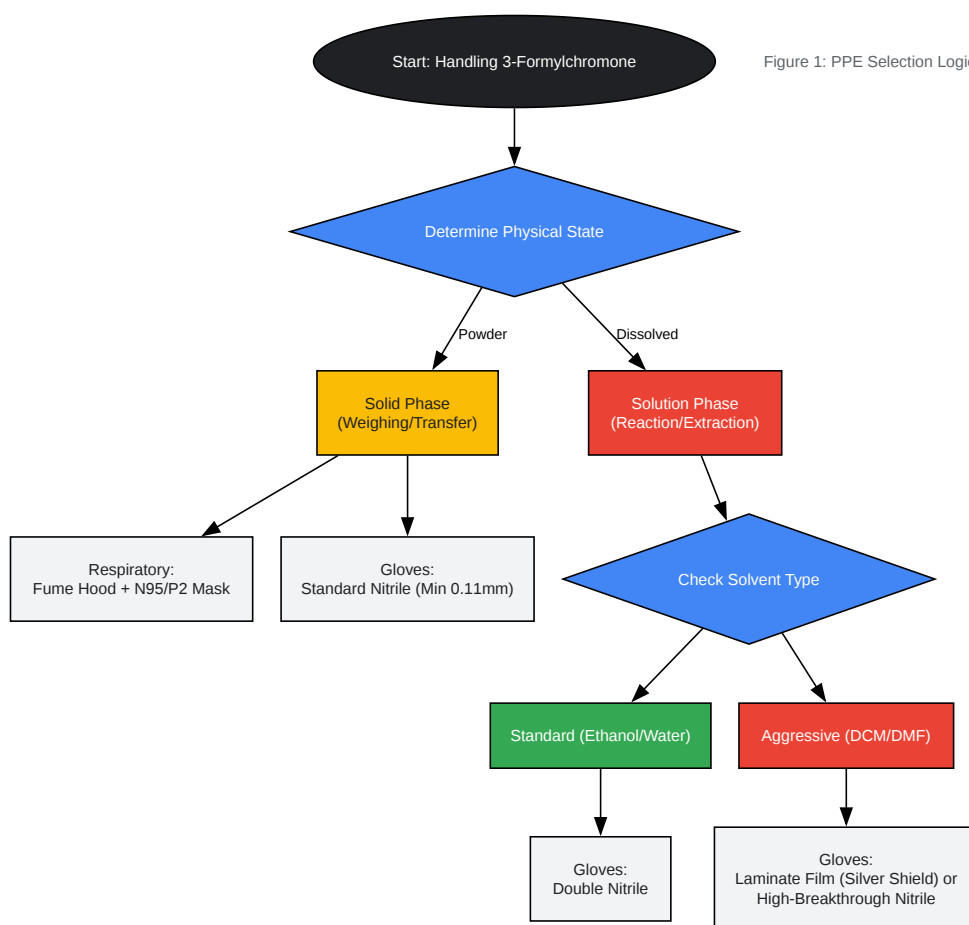 Start: Handling 3-Formylchromone
Figure 1: PPE Selection Logic
Determine Physical State
Powder
Dissolved
Solid Phase
(Weighing/Transfer)
Solution Phase
(Reaction/Extraction)
Respiratory:
Fume Hood + N95/P2 Mask
Gloves:
Standard Nitrile (Min 0.11mm)
Check Solvent Type
Standard (Ethanol/Water)
Aggressive (DCM/DMF)
Gloves:
Double Nitrile
Gloves:
Laminate Film (Silver Shield) or
High-Breakthrough Nitrile